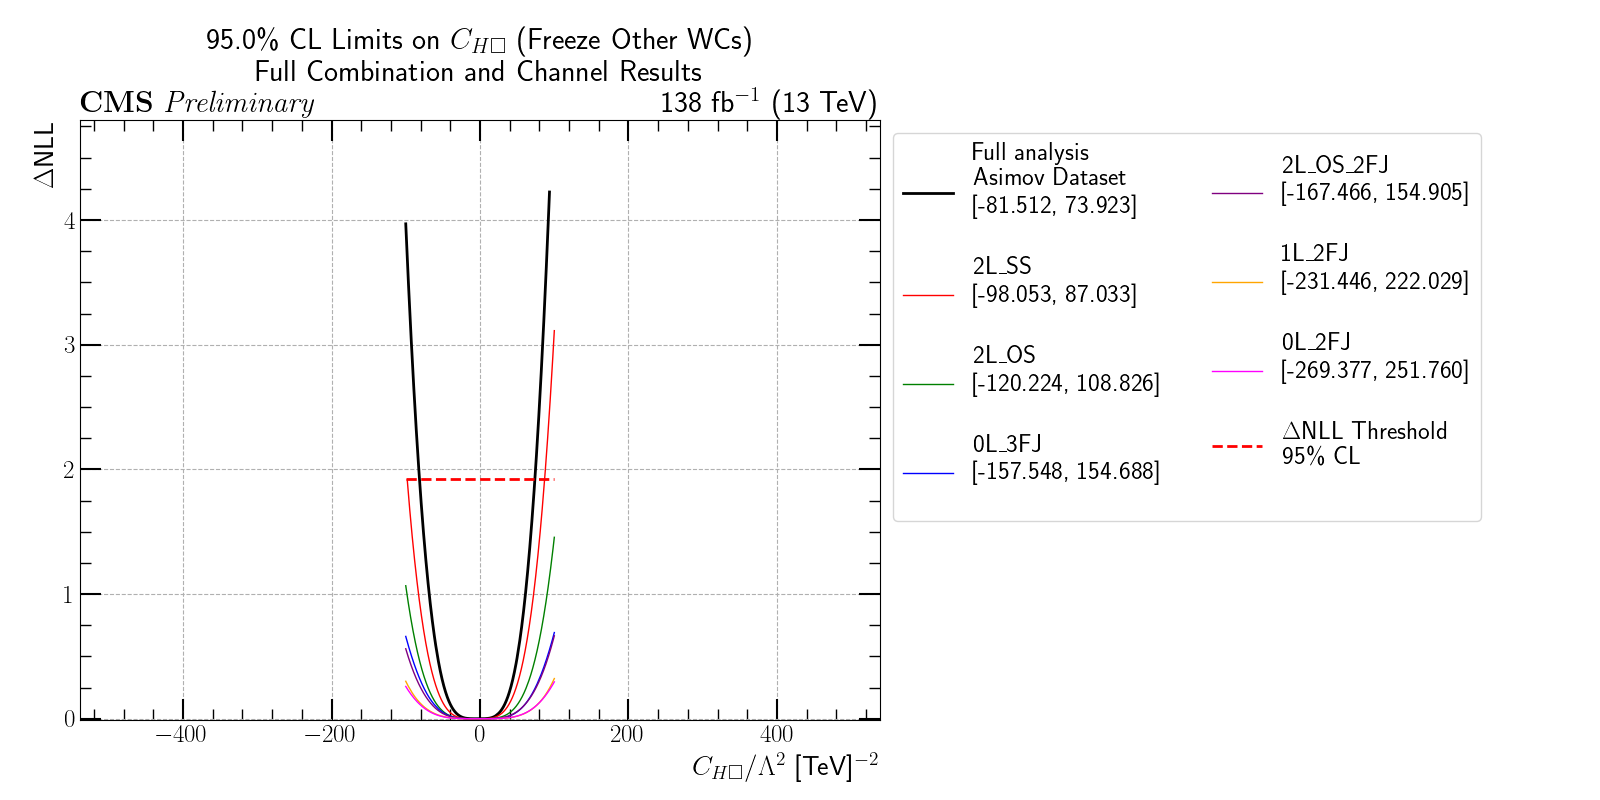 95.0% CL Limits on $C_{H\Box}$ (Freeze Other WCs)
Full Combination and Channel Results
CMS Preliminary
138 fb⁻¹ (13 TeV)
ΔNLL
4
3
2
1
0
−400
−200
0
200
400
$C_{H\Box}/\Lambda^2$ [TeV]⁻²
Full analysis
Asimov Dataset
[-81.512, 73.923]
2L_SS
[-98.053, 87.033]
2L_OS
[-120.224, 108.826]
0L_3FJ
[-157.548, 154.688]
2L_OS_2FJ
[-167.466, 154.905]
1L_2FJ
[-231.446, 222.029]
0L_2FJ
[-269.377, 251.760]
ΔNLL Threshold
95% CL